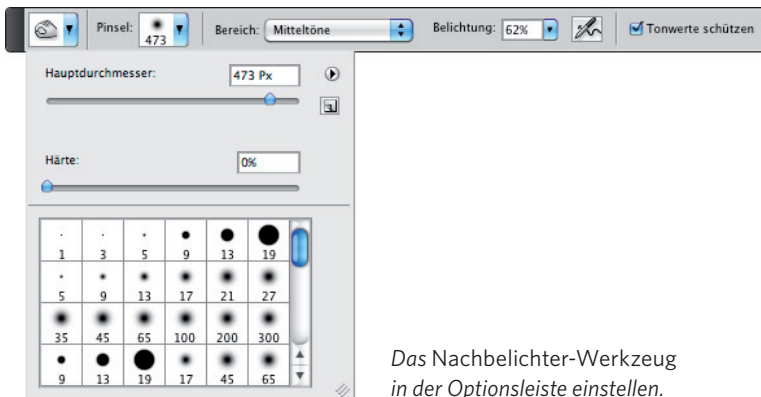 Pinsel: 473 Bereich: Mitteltöne Belichtung: 62% Tonwerte schützen
Hauptdurchmesser: 473 Px
Härte: 0%
1 3 5 9 13 19
5 9 13 17 21 27
35 45 65 100 200 300
9 13 19 17 45 65
Das Nachbelichter-Werkzeug
in der Optionsleiste einstellen.